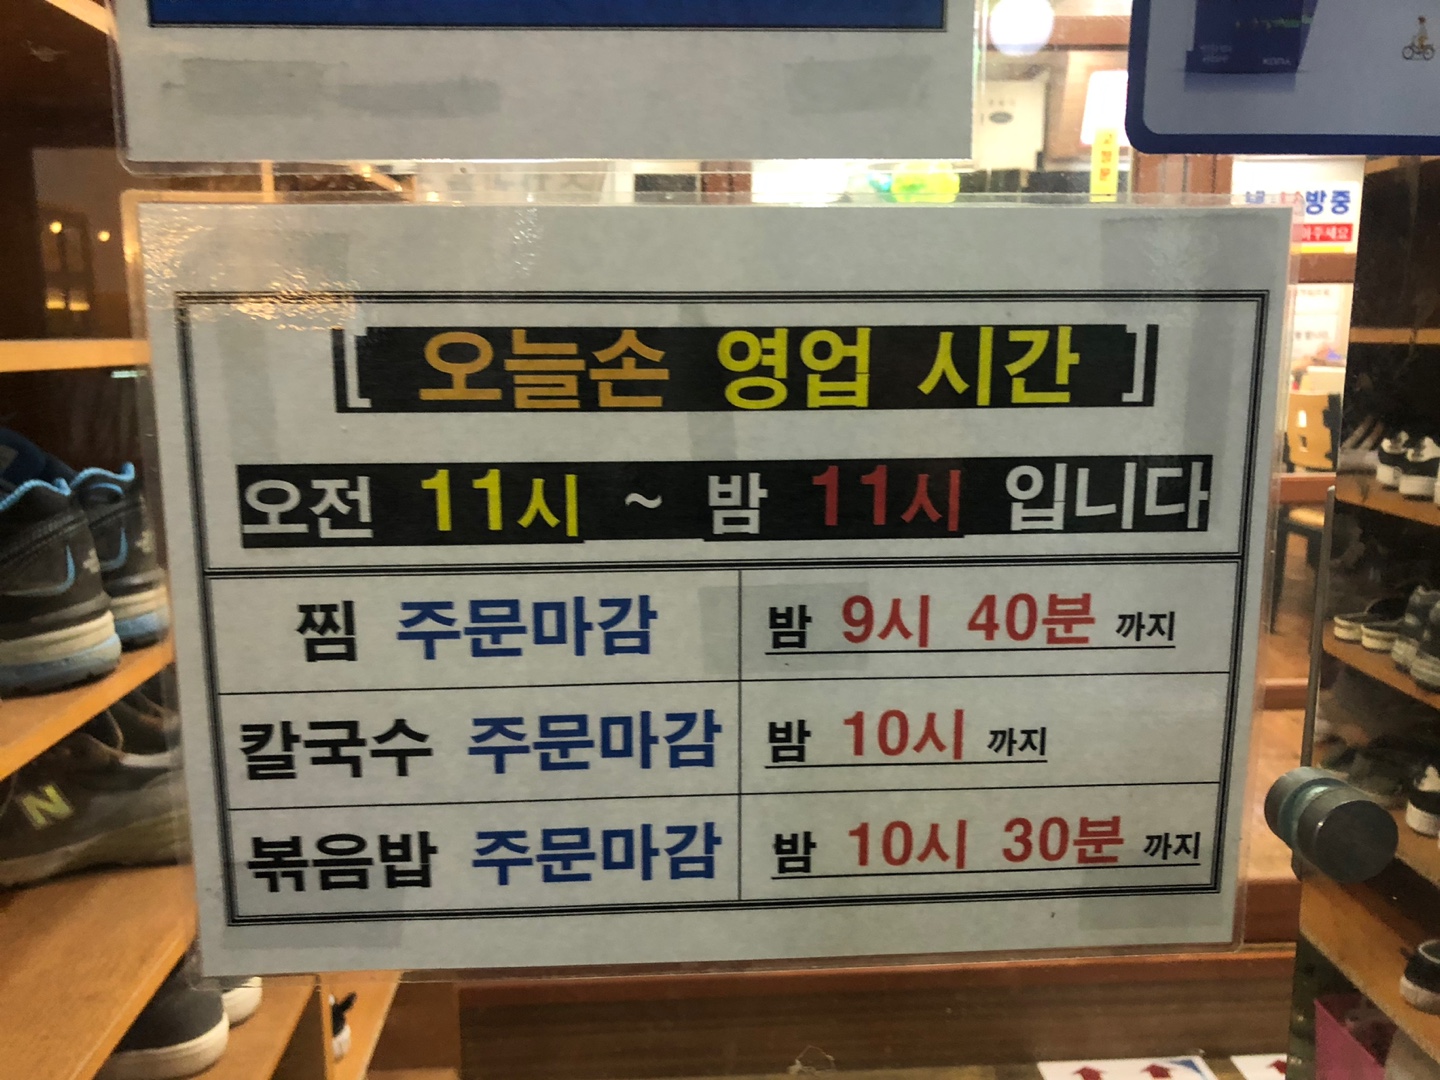 [ 오늘손 영업 시간 ]
오전 11시 ~ 밤 11시 입니다
찜 주문마감 밤 9시 40분 까지
칼국수 주문마감 밤 10시 까지
볶음밥 주문마감 밤 10시 30분 까지
방중
N